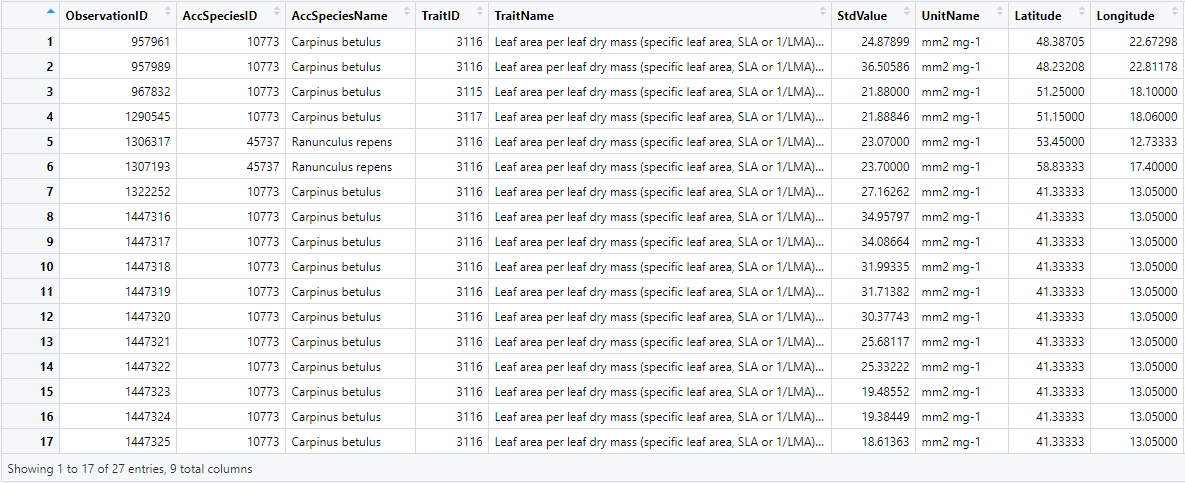 ObservationID AccSpeciesID AccSpeciesName TraitID TraitName StdValue UnitName Latitude Longitude
1 957961 10773 Carpinus betulus 3116 Leaf area per leaf dry mass (specific leaf area, SLA or 1/LMA)... 24.87899 mm2 mg-1 48.38705 22.67298
2 957989 10773 Carpinus betulus 3116 Leaf area per leaf dry mass (specific leaf area, SLA or 1/LMA)... 36.50586 mm2 mg-1 48.23208 22.81178
3 967832 10773 Carpinus betulus 3115 Leaf area per leaf dry mass (specific leaf area, SLA or 1/LMA)... 21.88000 mm2 mg-1 51.25000 18.10000
4 1290545 10773 Carpinus betulus 3117 Leaf area per leaf dry mass (specific leaf area, SLA or 1/LMA)... 21.88846 mm2 mg-1 51.15000 18.06000
5 1306317 45737 Ranunculus repens 3116 Leaf area per leaf dry mass (specific leaf area, SLA or 1/LMA)... 23.07000 mm2 mg-1 53.45000 12.73333
6 1307193 45737 Ranunculus repens 3116 Leaf area per leaf dry mass (specific leaf area, SLA or 1/LMA)... 23.70000 mm2 mg-1 58.83333 17.40000
7 1322252 10773 Carpinus betulus 3116 Leaf area per leaf dry mass (specific leaf area, SLA or 1/LMA)... 27.16262 mm2 mg-1 41.33333 13.05000
8 1447316 10773 Carpinus betulus 3116 Leaf area per leaf dry mass (specific leaf area, SLA or 1/LMA)... 34.95797 mm2 mg-1 41.33333 13.05000
9 1447317 10773 Carpinus betulus 3116 Leaf area per leaf dry mass (specific leaf area, SLA or 1/LMA)... 34.08664 mm2 mg-1 41.33333 13.05000
10 1447318 10773 Carpinus betulus 3116 Leaf area per leaf dry mass (specific leaf area, SLA or 1/LMA)... 31.99335 mm2 mg-1 41.33333 13.05000
11 1447319 10773 Carpinus betulus 3116 Leaf area per leaf dry mass (specific leaf area, SLA or 1/LMA)... 31.71382 mm2 mg-1 41.33333 13.05000
12 1447320 10773 Carpinus betulus 3116 Leaf area per leaf dry mass (specific leaf area, SLA or 1/LMA)... 30.37743 mm2 mg-1 41.33333 13.05000
13 1447321 10773 Carpinus betulus 3116 Leaf area per leaf dry mass (specific leaf area, SLA or 1/LMA)... 25.68117 mm2 mg-1 41.33333 13.05000
14 1447322 10773 Carpinus betulus 3116 Leaf area per leaf dry mass (specific leaf area, SLA or 1/LMA)... 25.33222 mm2 mg-1 41.33333 13.05000
15 1447323 10773 Carpinus betulus 3116 Leaf area per leaf dry mass (specific leaf area, SLA or 1/LMA)... 19.48552 mm2 mg-1 41.33333 13.05000
16 1447324 10773 Carpinus betulus 3116 Leaf area per leaf dry mass (specific leaf area, SLA or 1/LMA)... 19.38449 mm2 mg-1 41.33333 13.05000
17 1447325 10773 Carpinus betulus 3116 Leaf area per leaf dry mass (specific leaf area, SLA or 1/LMA)... 18.61363 mm2 mg-1 41.33333 13.05000
Showing 1 to 17 of 27 entries, 9 total columns